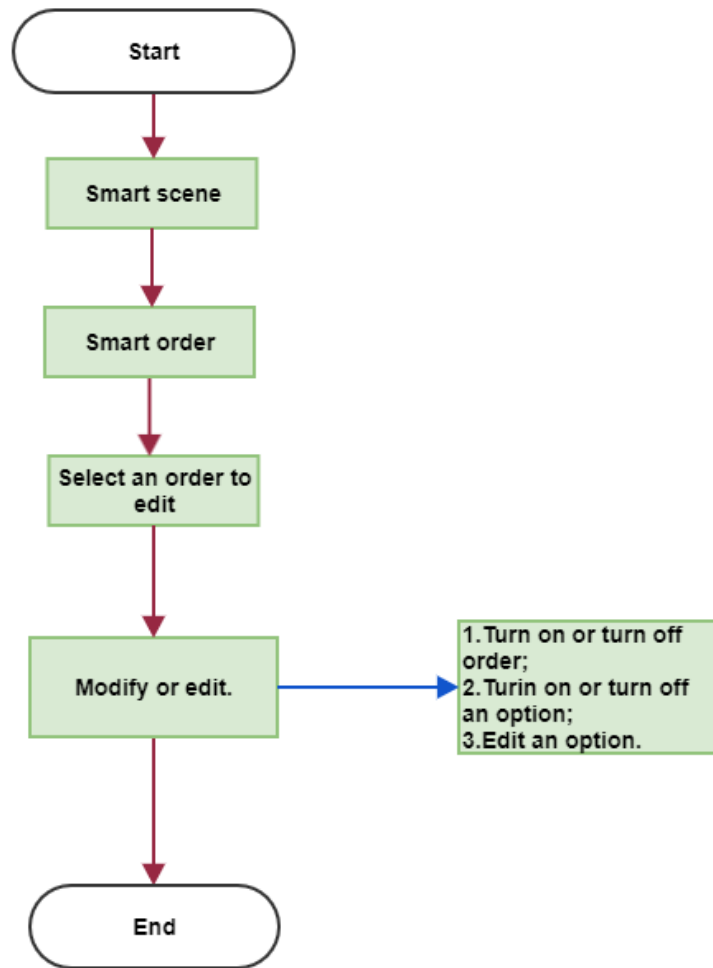 Start
Smart scene
Smart order
Select an order to
edit
Modify or edit.
1.Turn on or turn off
order;
2.Turin on or turn off
an option;
3.Edit an option.
End